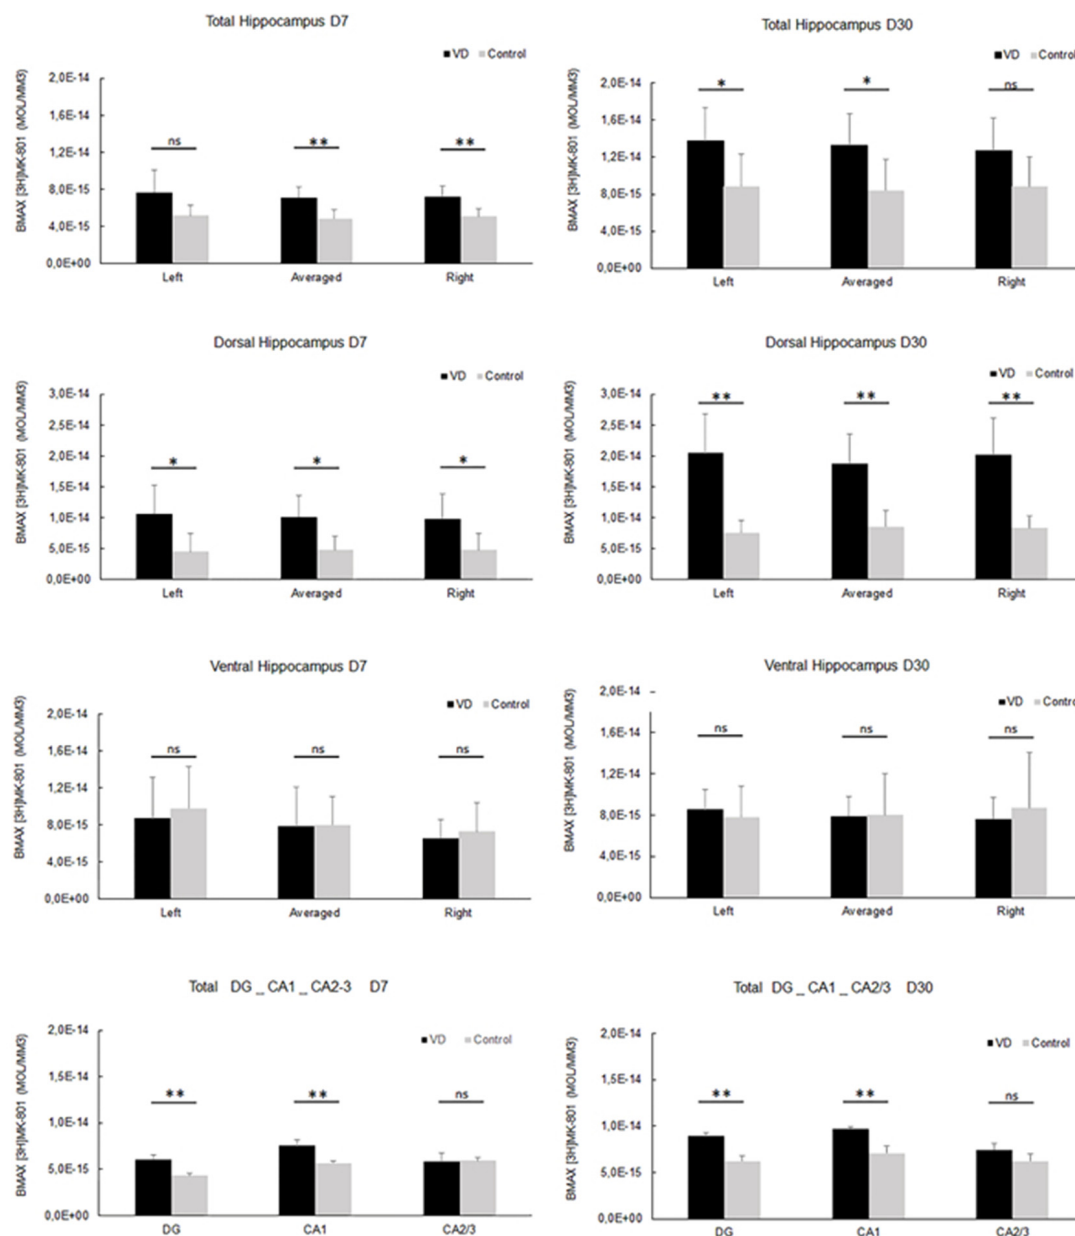 Total Hippocampus D7
VD Control
BMAX [3H]MK-801 (MOL/MM3)
2,0E-14
1,6E-14
1,2E-14
8,0E-15
4,0E-15
0,0E+00
ns ** **
Left Averaged Right
Total Hippocampus D30
VD Control
BMAX [3H]MK-801 (MOL/MM3)
2,0E-14
1,6E-14
1,2E-14
8,0E-15
4,0E-15
0,0E+00
* * ns
Left Averaged Right
Dorsal Hippocampus D7
VD Control
BMAX [3H]MK-801 (MOL/MM3)
3,0E-14
2,5E-14
2,0E-14
1,5E-14
1,0E-14
5,0E-15
0,0E+00
* * *
Left Averaged Right
Dorsal Hippocampus D30
VD Control
BMAX [3H]MK-801 (MOL/MM3)
3,0E-14
2,5E-14
2,0E-14
1,5E-14
1,0E-14
5,0E-15
0,0E+00
** ** **
Left Averaged Right
Ventral Hippocampus D7
VD Control
BMAX [3H]MK-801 (MOL/MM3)
2,0E-14
1,6E-14
1,2E-14
8,0E-15
4,0E-15
0,0E+00
ns ns ns
Left Averaged Right
Ventral Hippocampus D30
VD Control
BMAX [3H]MK-801 (MOL/MM3)
2,0E-14
1,6E-14
1,2E-14
8,0E-15
4,0E-15
0,0E+00
ns ns ns
Left Averaged Right
Total DG _ CA1 _ CA2-3 D7
VD Control
BMAX [3H]MK-801 (MOL/MM3)
2,0E-14
1,5E-14
1,0E-14
5,0E-15
0,0E+00
** ** ns
DG CA1 CA2/3
Total DG _ CA1 _ CA2/3 D30
VD Control
BMAX [3H]MK-801 (MOL/MM3)
2,0E-14
1,5E-14
1,0E-14
5,0E-15
0,0E+00
** ** ns
DG CA1 CA2/3